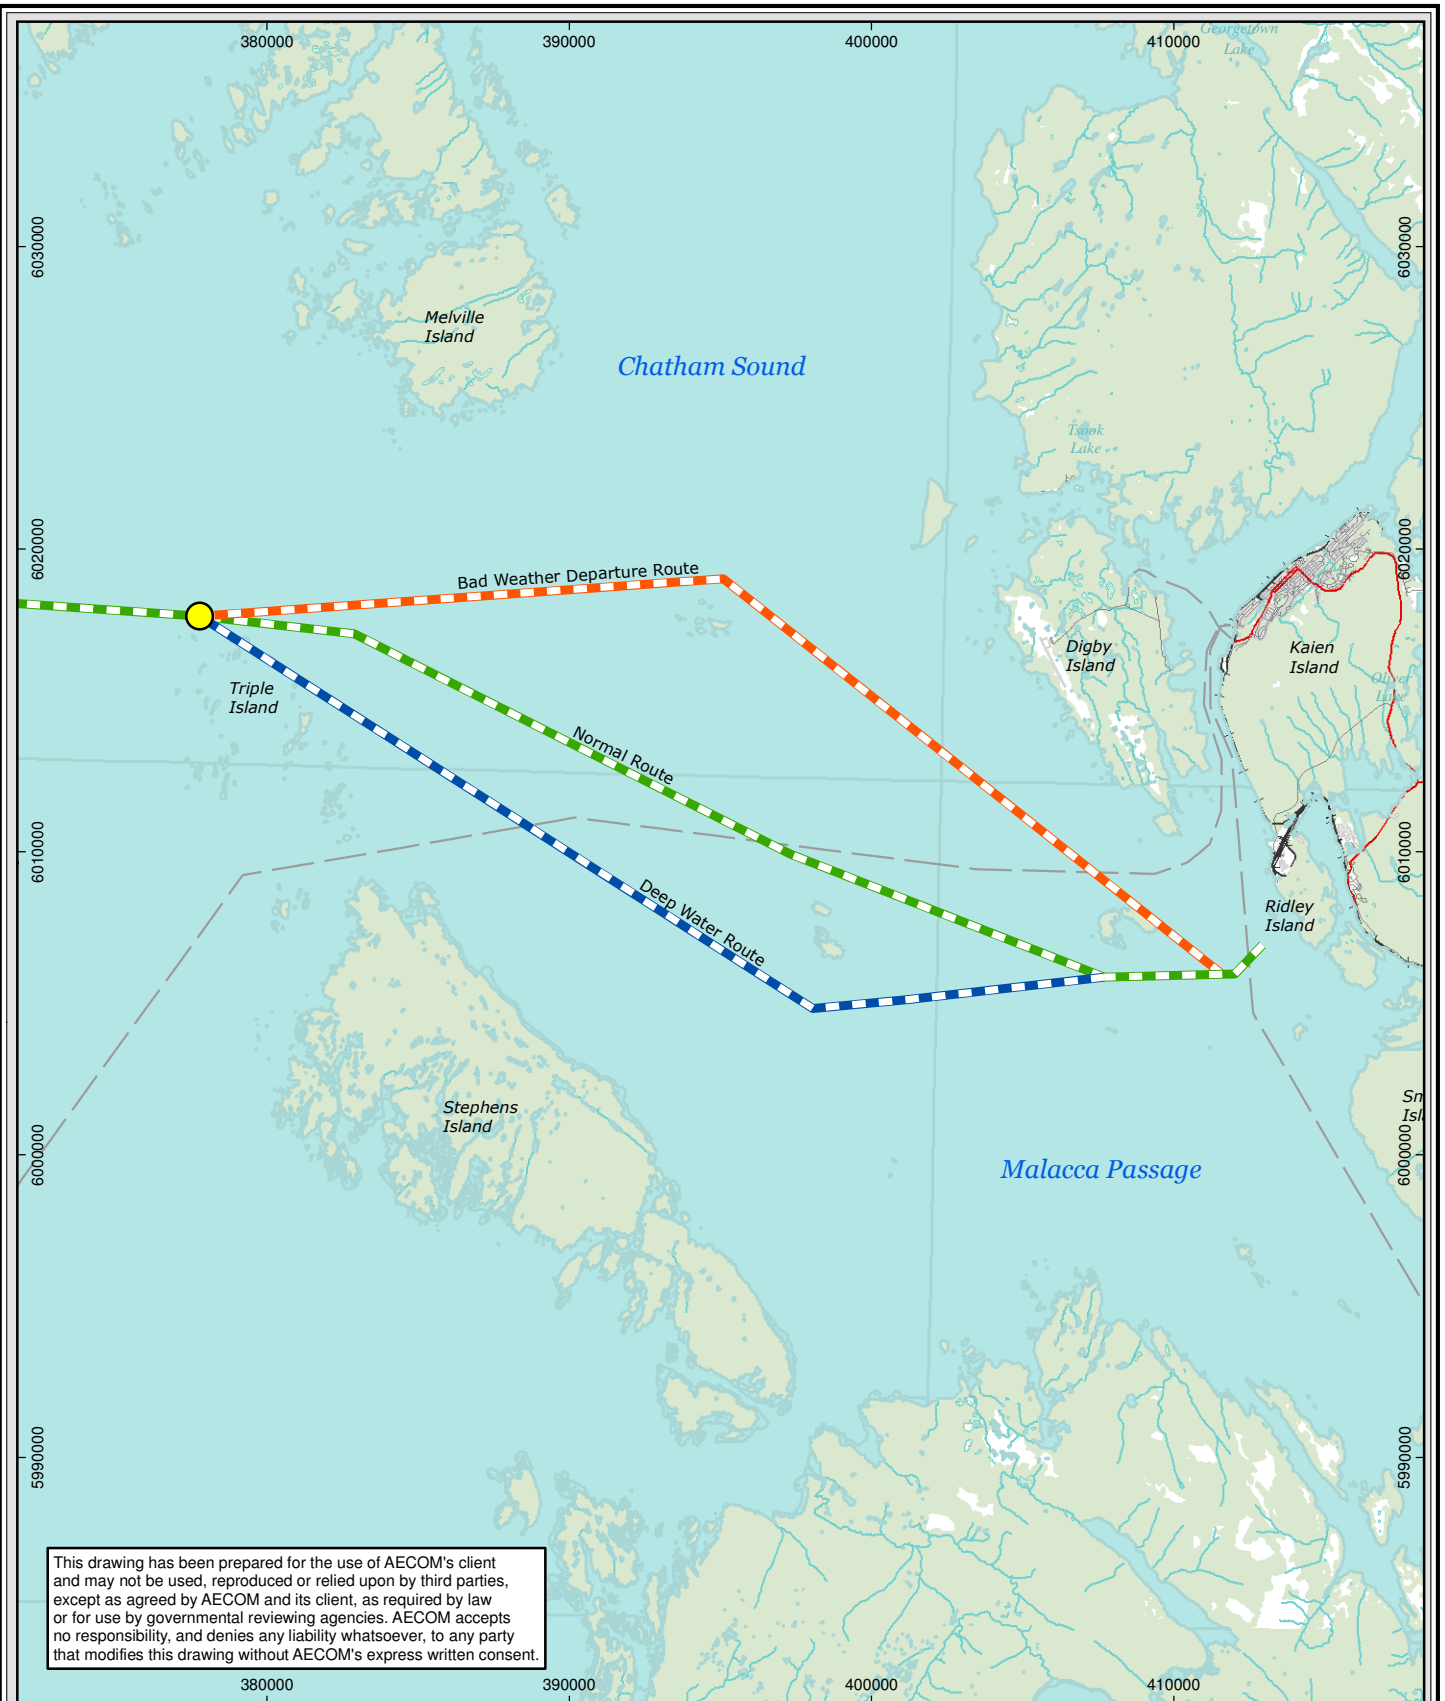 380000
390000
400000
410000
Georgetown
Lake
6030000
6030000
Melville
Island
Chatham Sound
Tsook
Lake
6020000
6020000
Bad Weather Departure Route
Digby
Island
Kaien
Island
Oliver
Lake
Triple
Island
Normal Route
6010000
6010000
Deep Water Route
Ridley
Island
Stephens
Island
Sm
Isl
6000000
6000000
Malacca Passage
5990000
5990000
This drawing has been prepared for the use of AECOM's client
and may not be used, reproduced or relied upon by third parties,
except as agreed by AECOM and its client, as required by law
or for use by governmental reviewing agencies. AECOM accepts
no responsibility, and denies any liability whatsoever, to any party
that modifies this drawing without AECOM's express written consent.
380000
390000
400000
410000